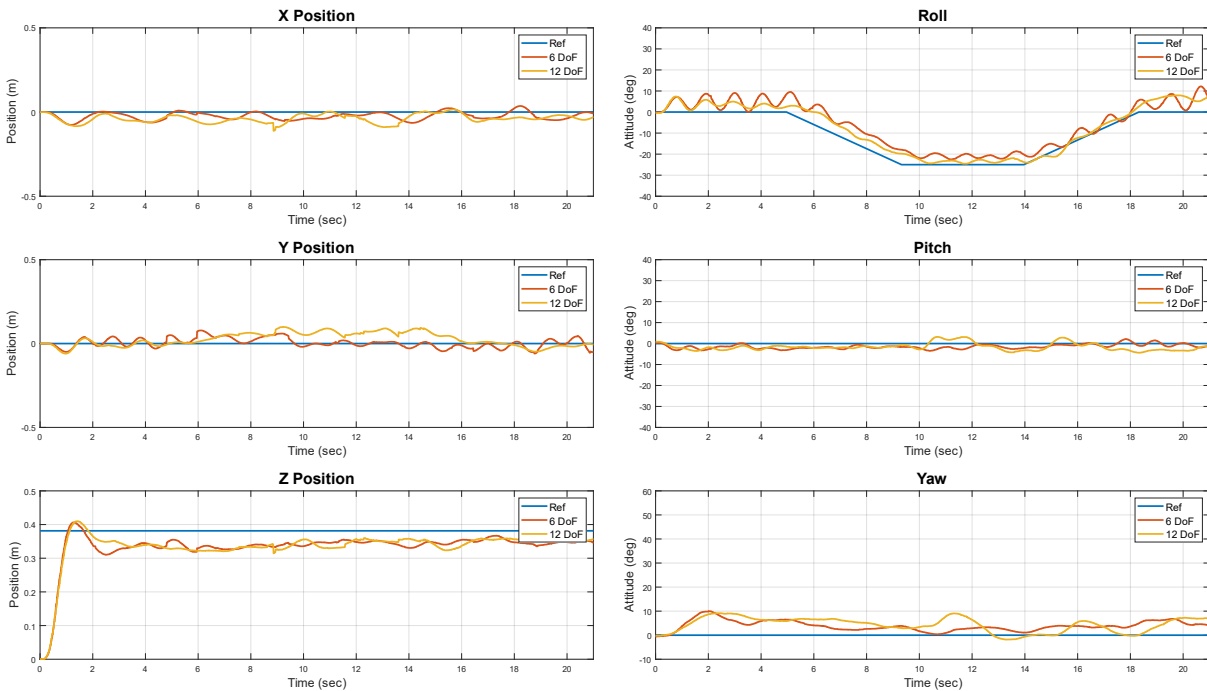 X Position
0.5
0
-0.5
Position (m)
0 2 4 6 8 10 12 14 16 18 20
Time (sec)
Ref
6 DoF
12 DoF
Roll
40
30
20
10
0
-10
-20
-30
-40
Attitude (deg)
0 2 4 6 8 10 12 14 16 18 20
Time (sec)
Ref
6 DoF
12 DoF
Y Position
0.5
0
-0.5
Position (m)
0 2 4 6 8 10 12 14 16 18 20
Time (sec)
Ref
6 DoF
12 DoF
Pitch
40
30
20
10
0
-10
-20
-30
-40
Attitude (deg)
0 2 4 6 8 10 12 14 16 18 20
Time (sec)
Ref
6 DoF
12 DoF
Z Position
0.5
0.4
0.3
0.2
0.1
0
Position (m)
0 2 4 6 8 10 12 14 16 18 20
Time (sec)
Ref
6 DoF
12 DoF
Yaw
60
50
40
30
20
10
0
-10
Attitude (deg)
0 2 4 6 8 10 12 14 16 18 20
Time (sec)
Ref
6 DoF
12 DoF